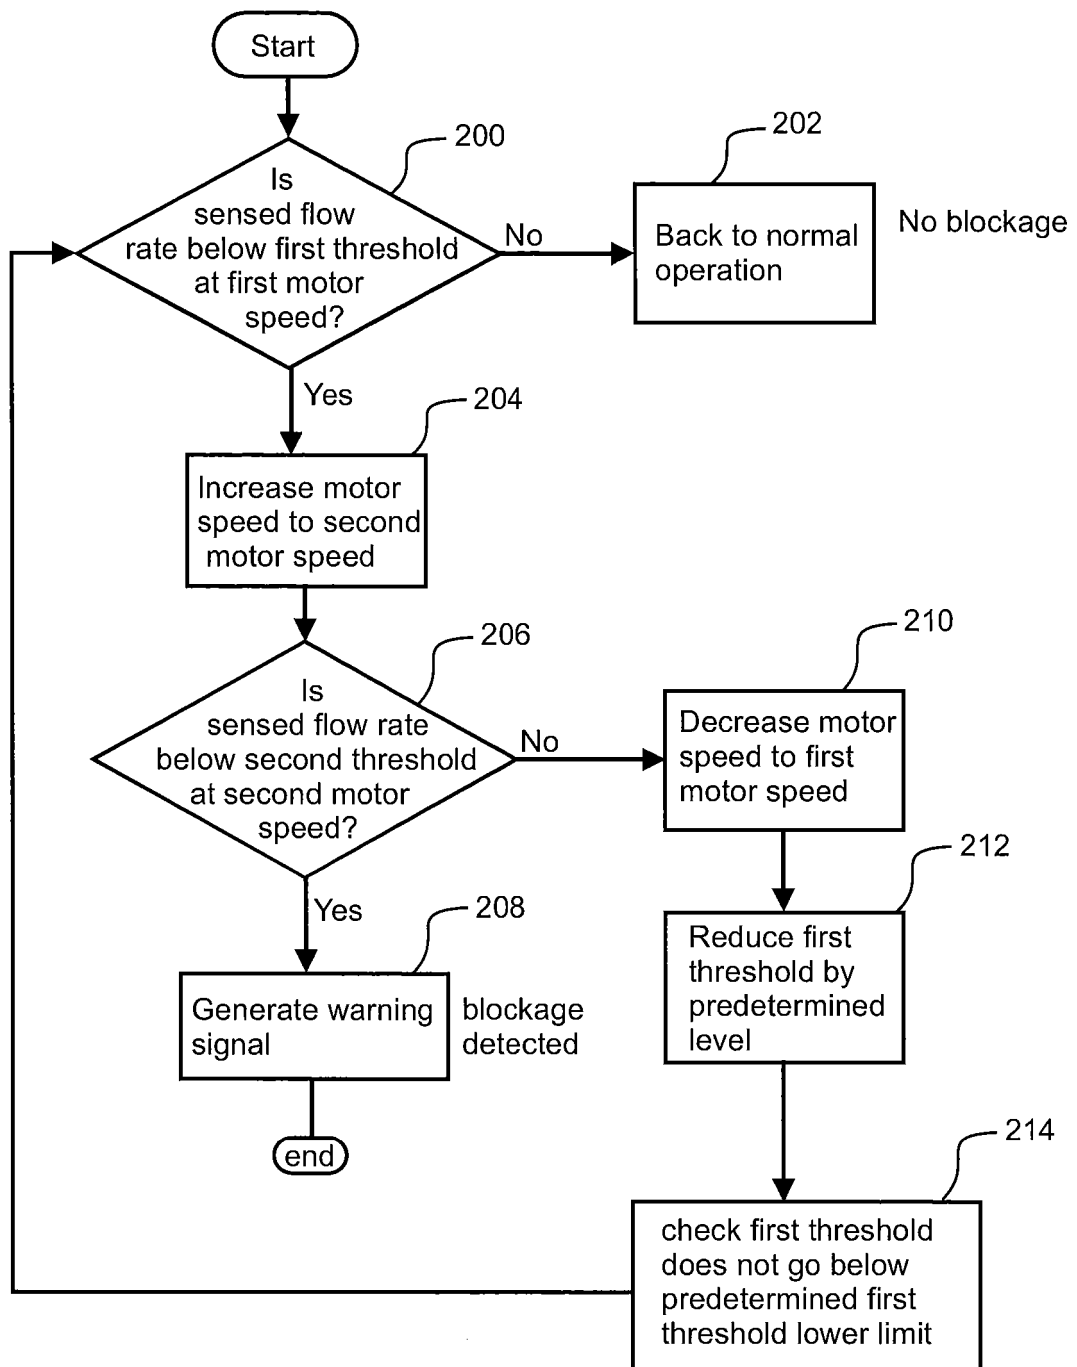 Start
200
Is
sensed flow
rate below first threshold
at first motor
speed?
No
202
Back to normal
operation
No blockage
Yes
204
Increase motor
speed to second
motor speed
206
Is
sensed flow rate
below second threshold
at second motor
speed?
No
210
Decrease motor
speed to first
motor speed
212
Reduce first
threshold by
predetermined
level
Yes
208
Generate warning
signal
blockage
detected
end
214
check first threshold
does not go below
predetermined first
threshold lower limit